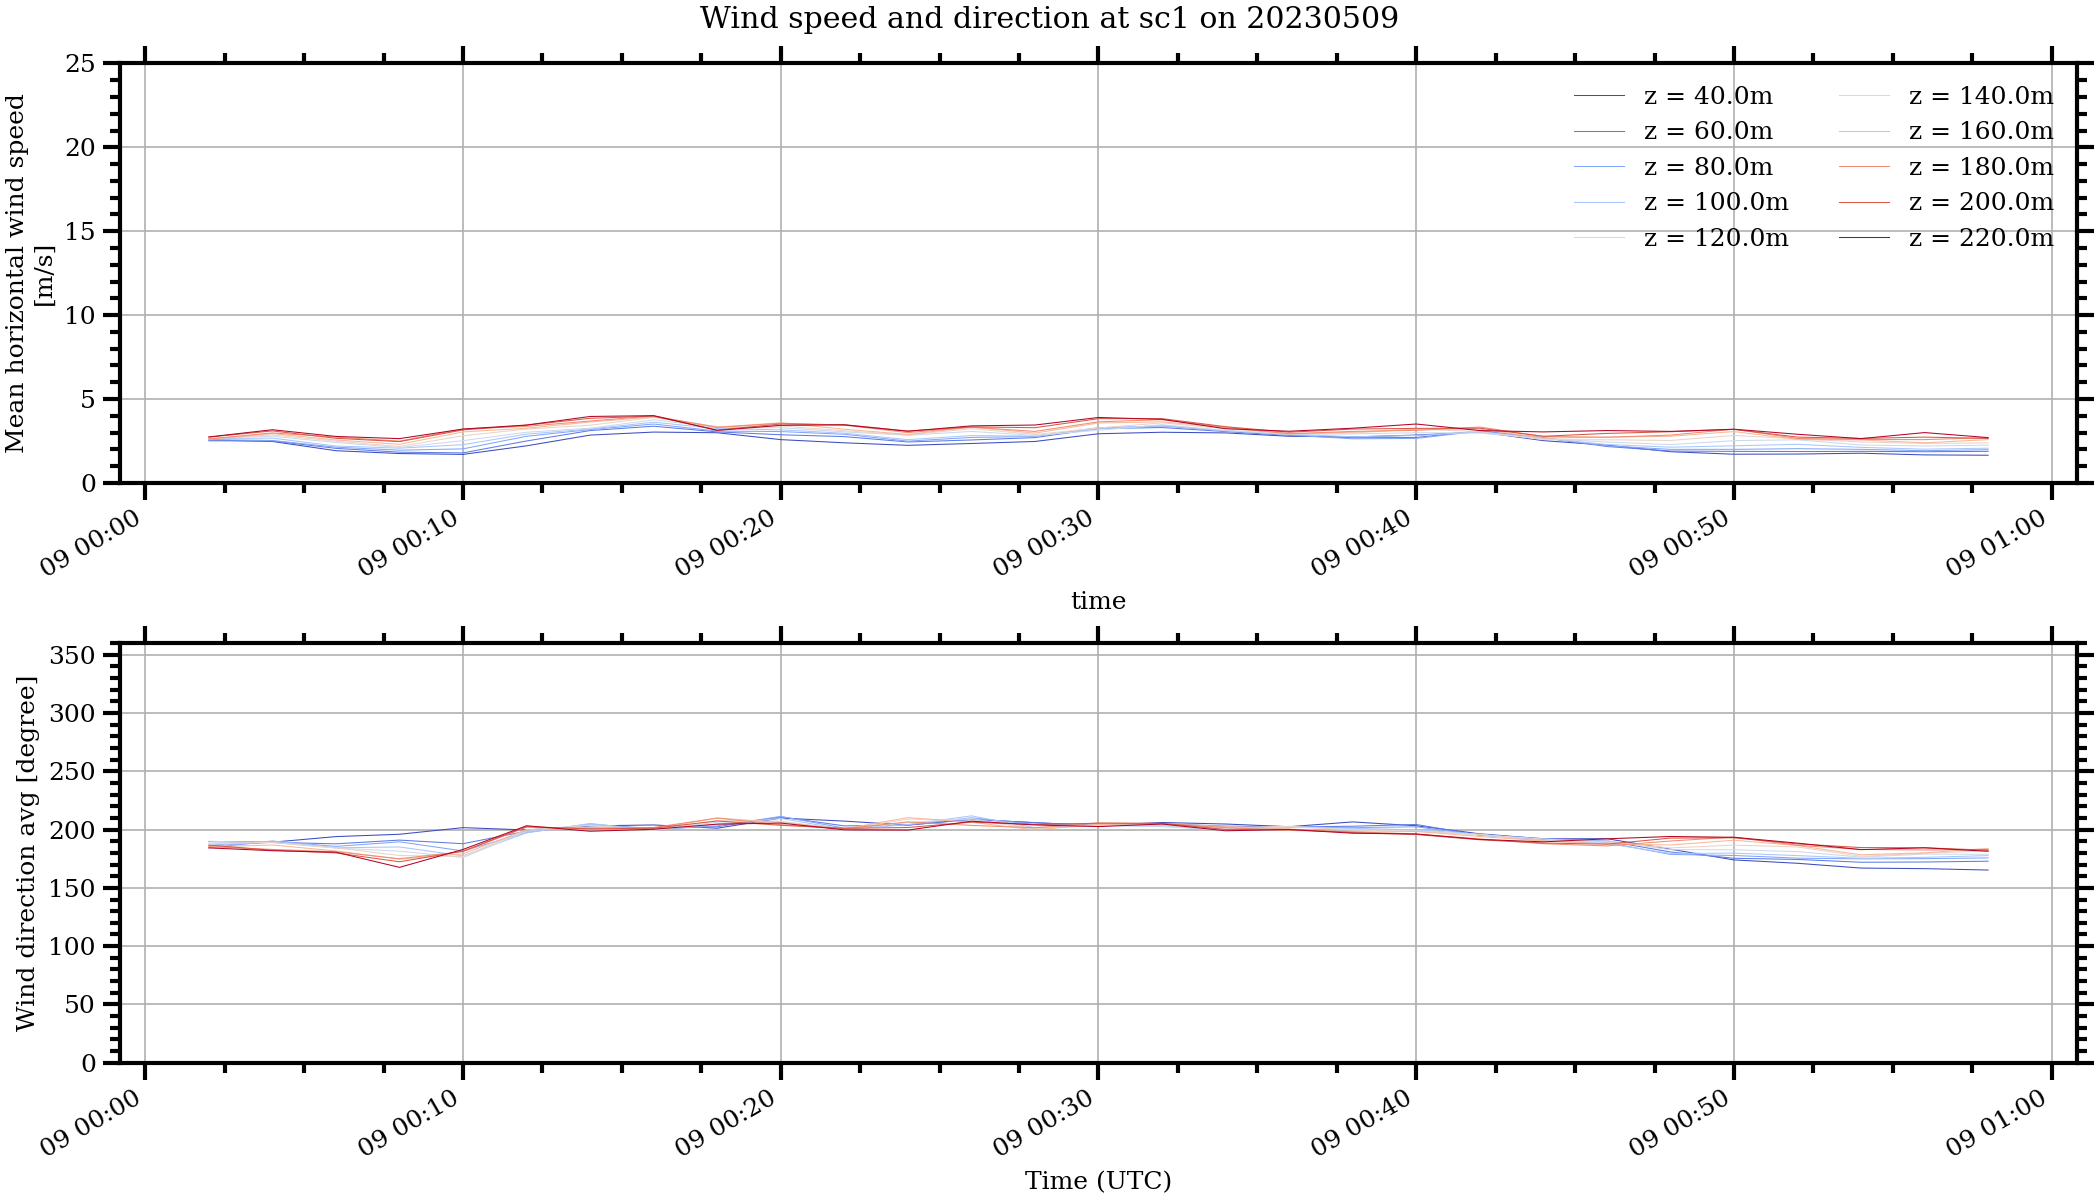 Wind speed and direction at sc1 on 20230509
Mean horizontal wind speed
[m/s]
25
20
15
10
5
0
z = 40.0m
z = 60.0m
z = 80.0m
z = 100.0m
z = 120.0m
z = 140.0m
z = 160.0m
z = 180.0m
z = 200.0m
z = 220.0m
09 00:00
09 00:10
09 00:20
09 00:30
09 00:40
09 00:50
09 01:00
time
Wind direction avg [degree]
350
300
250
200
150
100
50
0
09 00:00
09 00:10
09 00:20
09 00:30
09 00:40
09 00:50
09 01:00
Time (UTC)